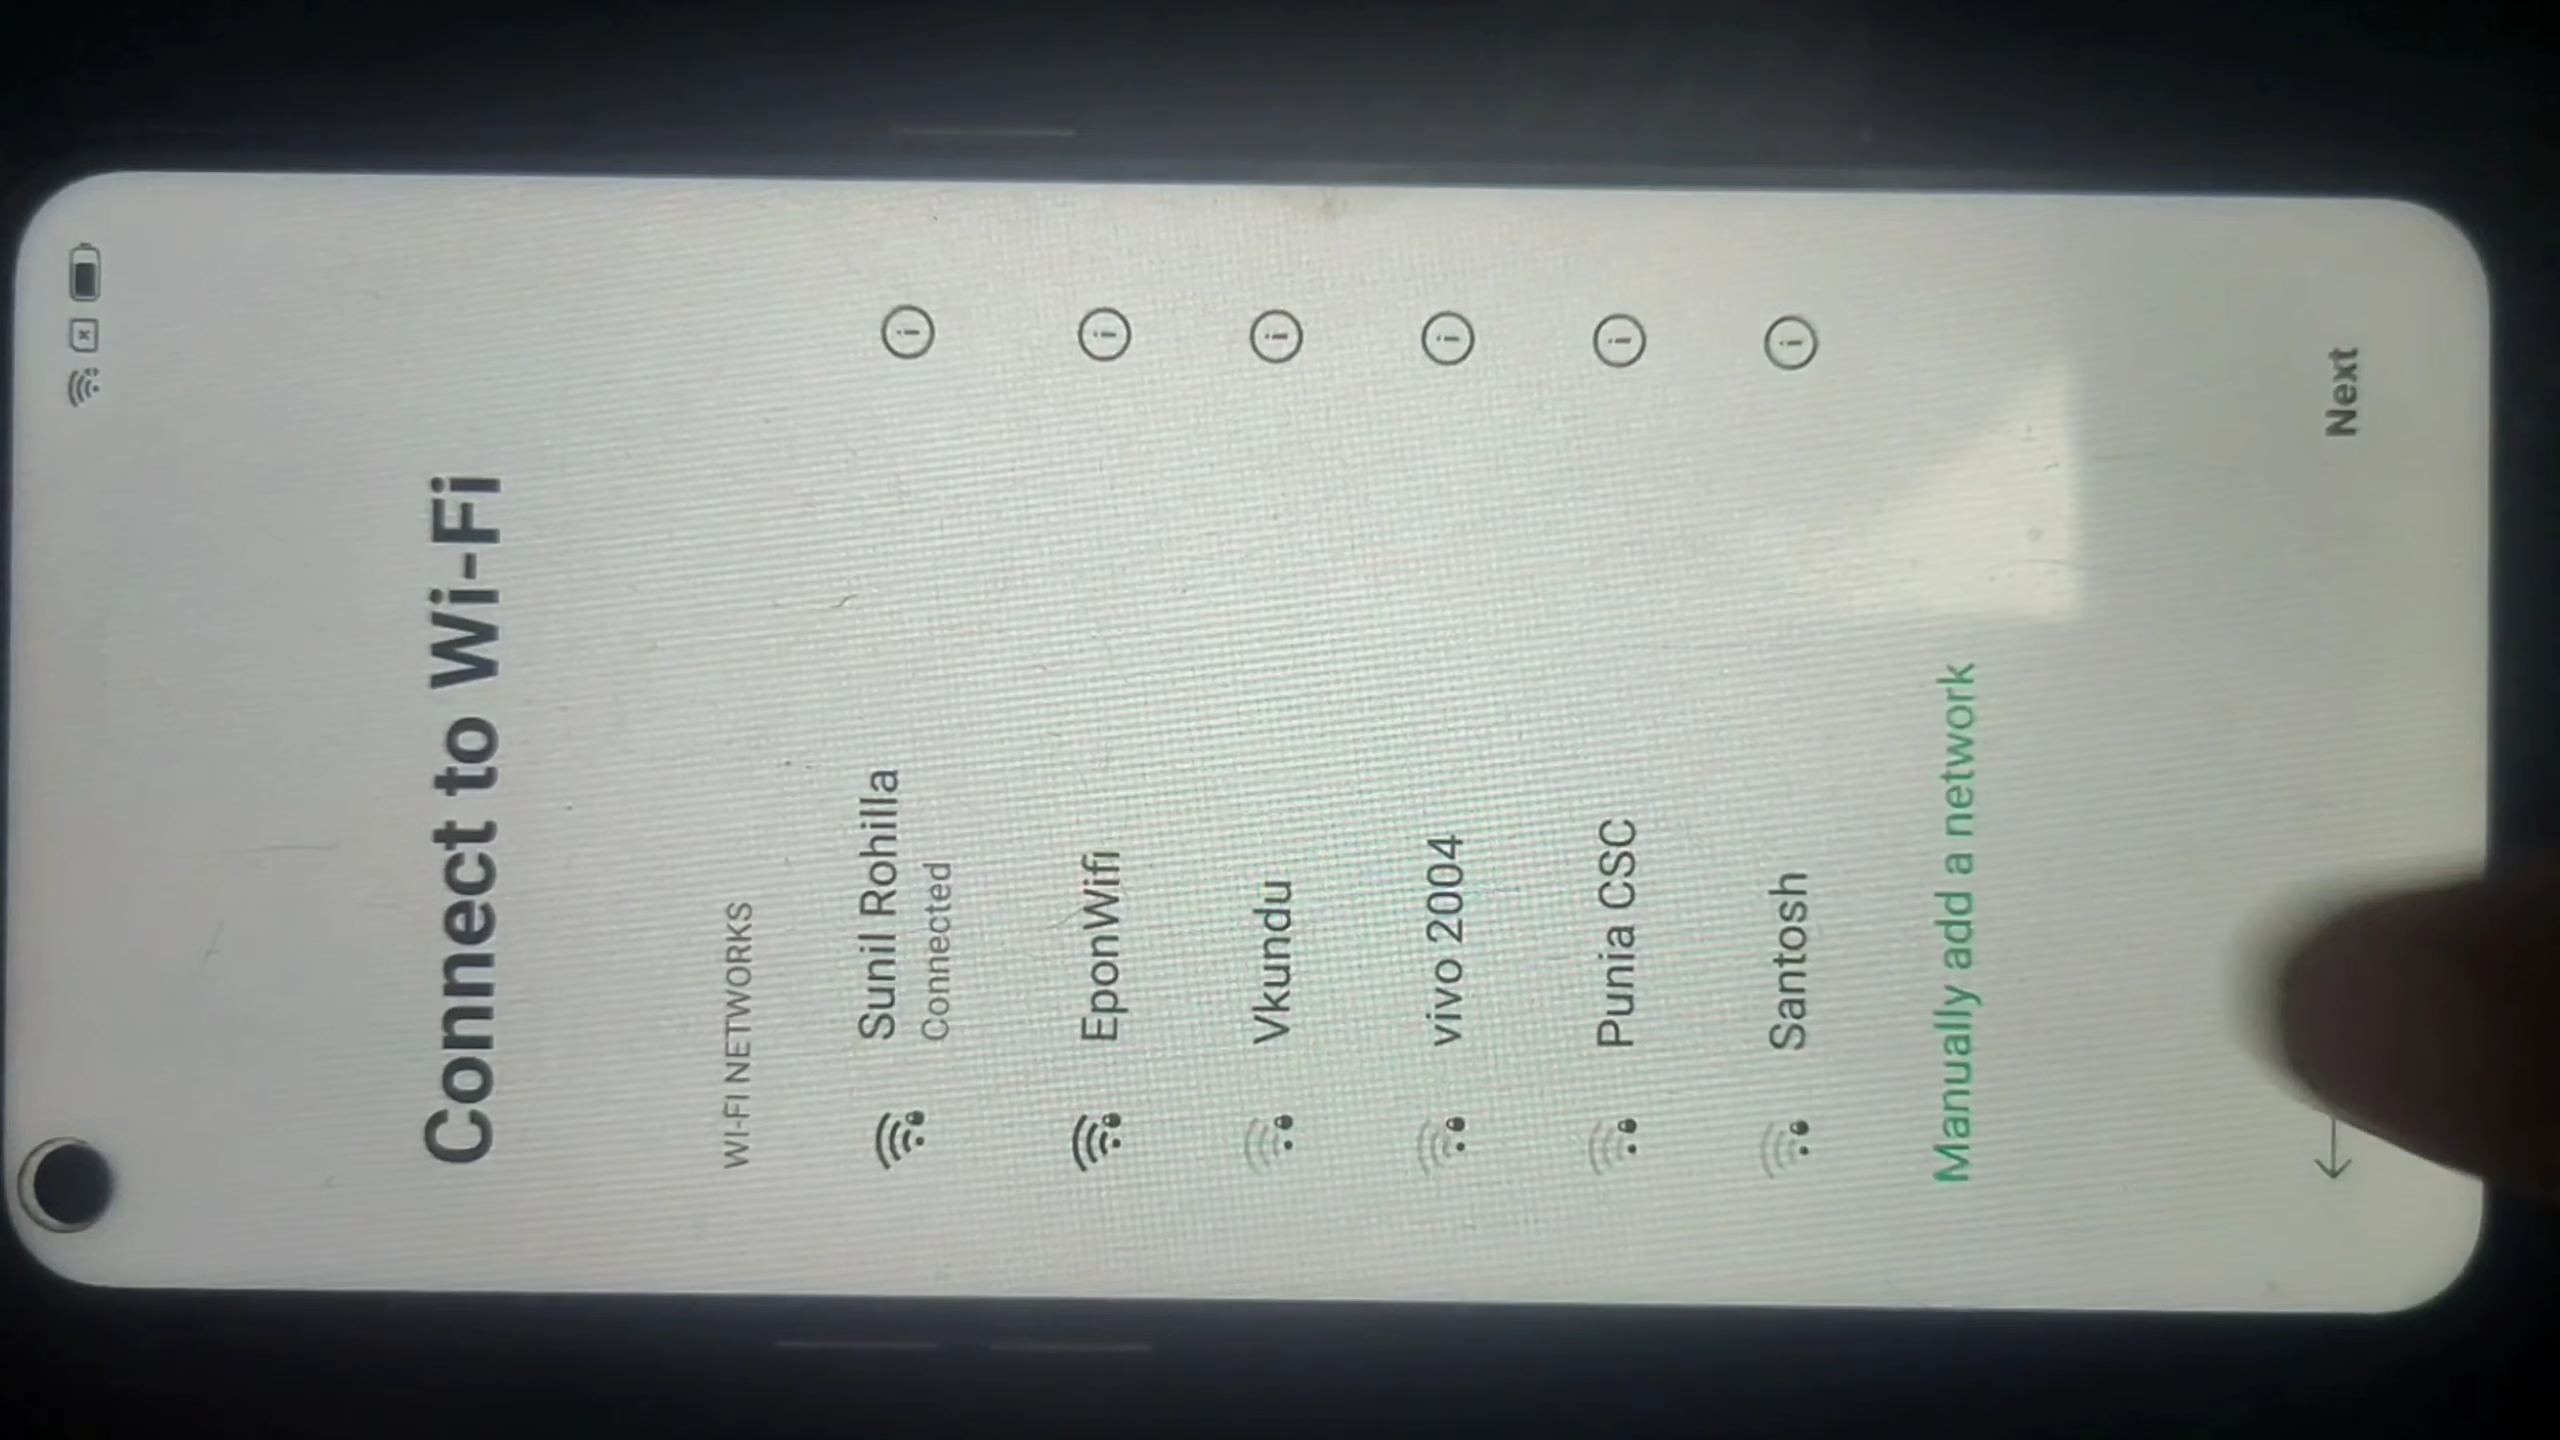 Connect to Wi-Fi
WI-FI NETWORKS
Sunil Rohilla
Connected
EponWifi
Vkundu
vivo 2004
Punia CSC
Santosh
Manually add a network
Next